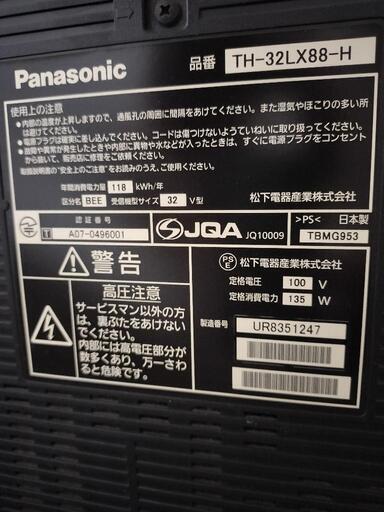 Panasonic
品番 TH-32LX88-H
使用上の注意
●内部の温度が上昇しますので、通風孔の周囲に間隔をあけてください。また湿気やほこりの多い所
は避けてください。
●電源プラグは確実に差し込んでください。コードは傷つけないようていねいに取り扱ってください。
●故障や異常が発生したときや内部に異物や水などが入ったときは、すぐに電源プラグをコンセント
から抜いて、販売店に修理をご依頼ください。
取扱説明書の"安全上のご注意"をお読みのうえ、ご使用ください。
年間消費電力量 118 kWh/年
区分名 BEE 受信機型サイズ 32 V型
松下電器産業株式会社
認証番号
T A07-0496001
JQA JQ10009
>PS< 日本製
TBMG953
警告
高圧注意
サービスマン以外の方
は、裏ぶたをあけないで
ください。
内部には高電圧部分が
数多くあり、万一さわ
ると危険です。
PS
E 松下電器産業株式会社
定格電圧 100 V
定格消費電力 135 W
製造番号 UR8351247